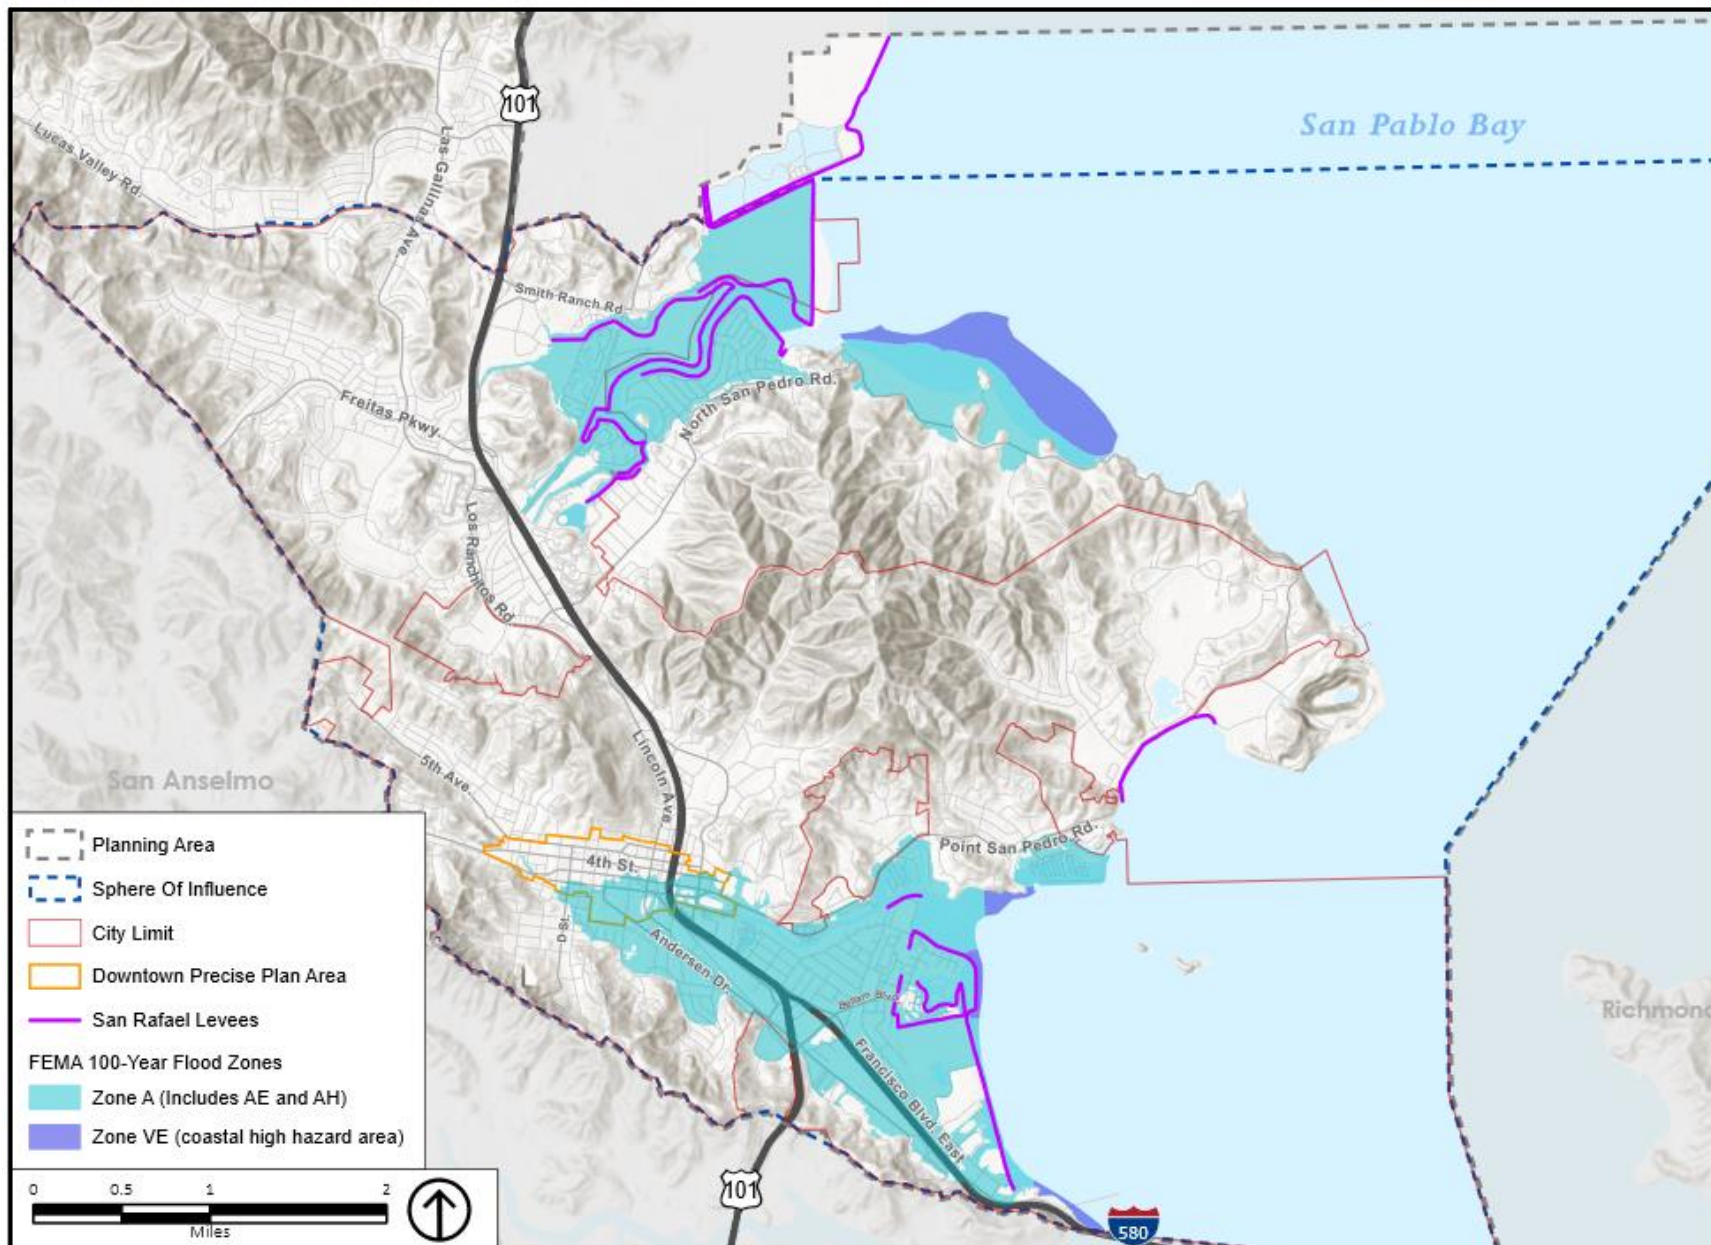 101
San Pablo Bay
Lucas Valley Rd.
Las Gallinas Ave.
Smith Ranch Rd
Freitas Pkwy.
North San Pedro Rd.
Los Ranchitos Rd
Lincoln Ave
San Anselmo
5th Ave.
4th St.
Point San Pedro Rd.
D St.
Andersen Dr.
Bellam Blvd
Francisco Blvd. East
Richmond
101
580
Planning Area
Sphere Of Influence
City Limit
Downtown Precise Plan Area
San Rafael Levees
FEMA 100-Year Flood Zones
Zone A (Includes AE and AH)
Zone VE (coastal high hazard area)
0 0.5 1 2
Miles